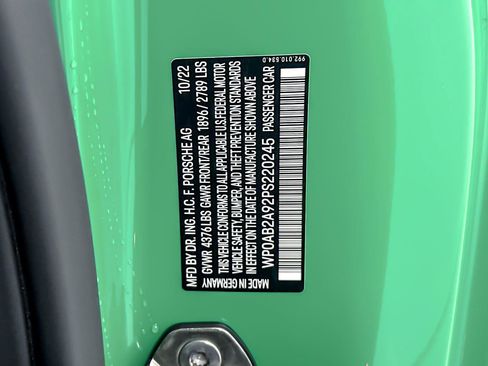 992.010.534.0
MFD BY DR. ING. H.C. F. PORSCHE AG 10/22
GVWR 4376 LBS GAWR FRONT/REAR 1896 / 2789 LBS
THIS VEHICLE CONFORMS TO ALL APPLICABLE U.S FEDERAL MOTOR
VEHICLE SAFETY, BUMPER, AND THEFT PREVENTION STANDARDS
IN EFFECT ON THE DATE OF MANUFACTURE SHOWN ABOVE
WP0AB2A92PS220245 PASSENGER CAR
MADE IN GERMANY